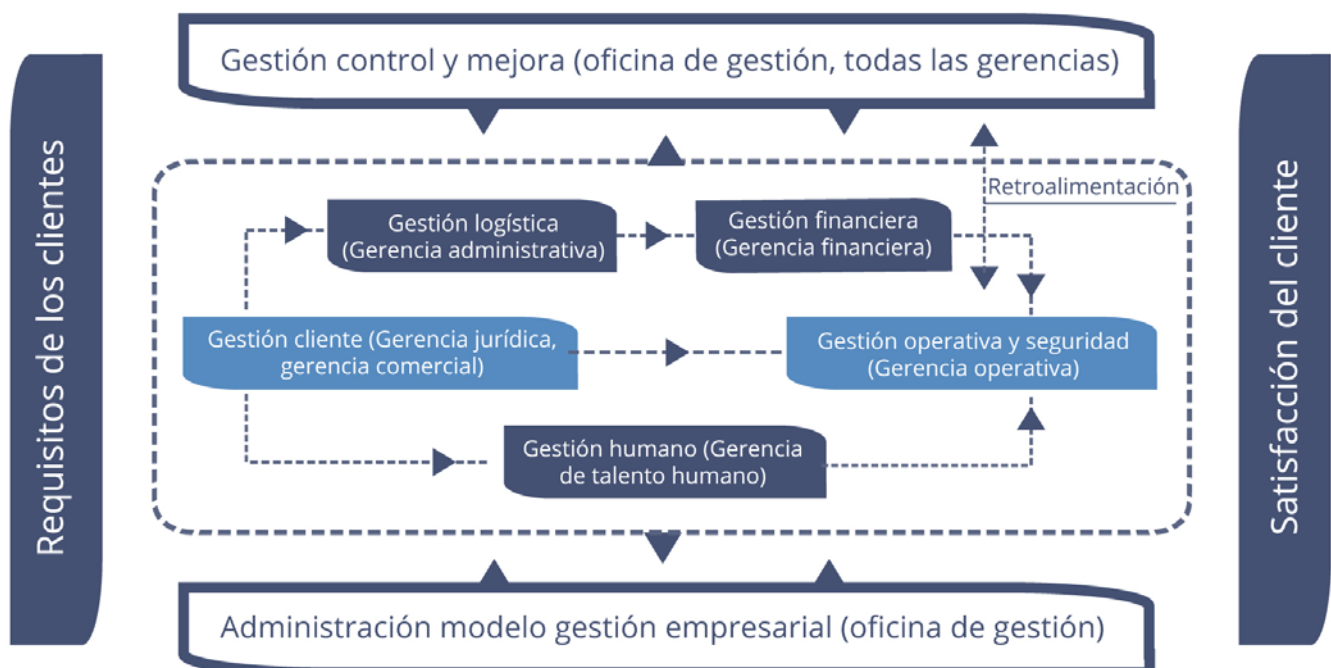 Gestión control y mejora (oficina de gestión, todas las gerencias)
Requisitos de los clientes
Retroalimentación
Gestión logística
(Gerencia administrativa)
Gestión financiera
(Gerencia financiera)
Gestión cliente (Gerencia jurídica,
gerencia comercial)
Gestión operativa y seguridad
(Gerencia operativa)
Gestión humano (Gerencia
de talento humano)
Satisfacción del cliente
Administración modelo gestión empresarial (oficina de gestión)